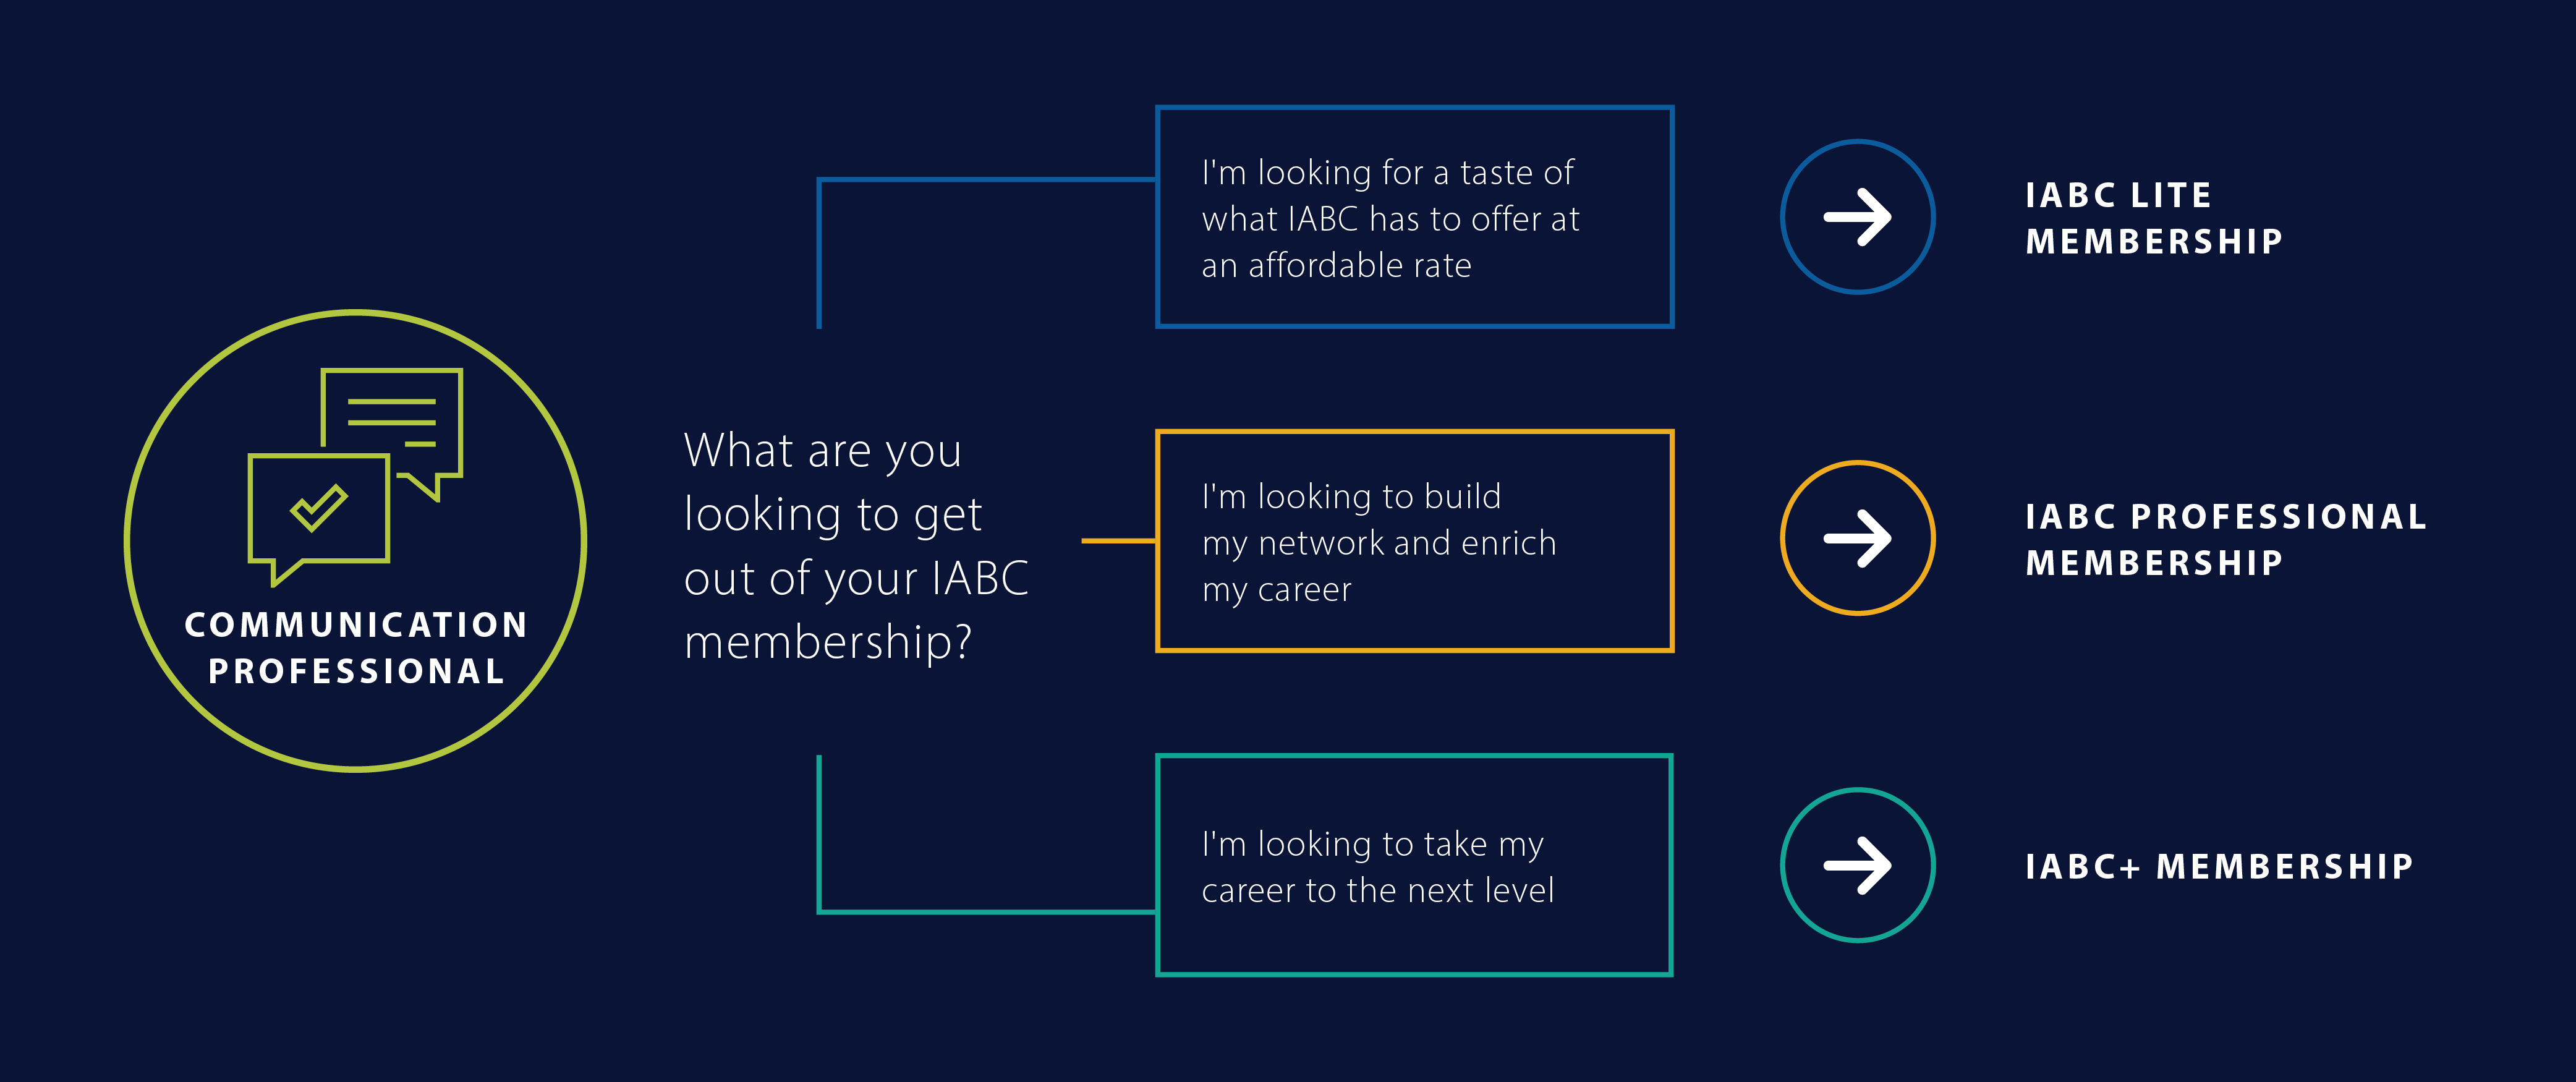 COMMUNICATION
PROFESSIONAL
What are you
looking to get
out of your IABC
membership?
I'm looking for a taste of
what IABC has to offer at
an affordable rate
IABC LITE
MEMBERSHIP
I'm looking to build
my network and enrich
my career
IABC PROFESSIONAL
MEMBERSHIP
I'm looking to take my
career to the next level
IABC+ MEMBERSHIP